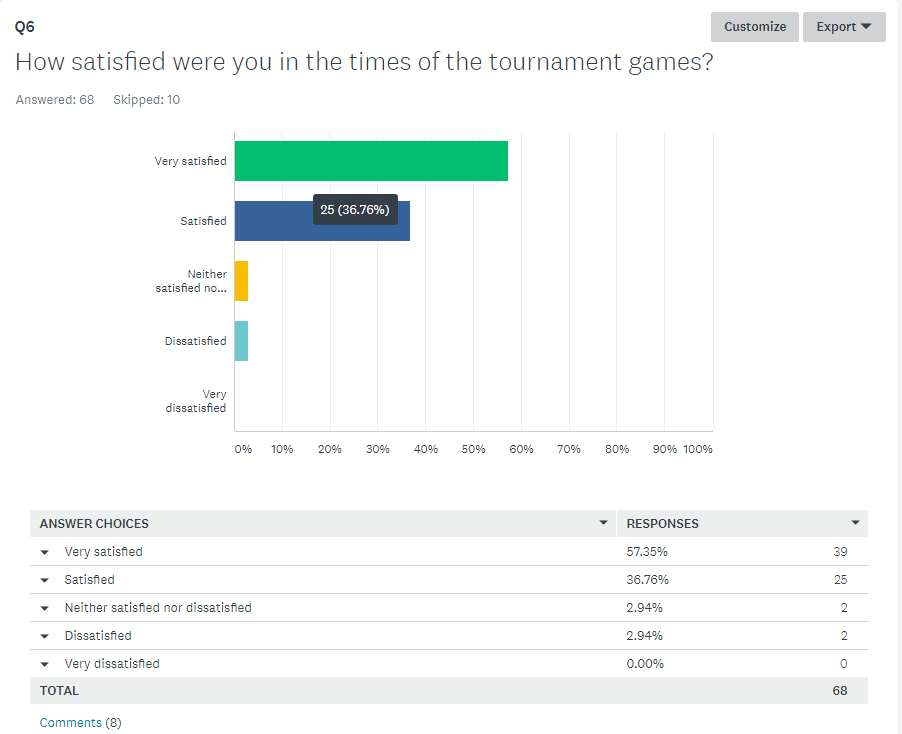 Q6
Customize
Export
How satisfied were you in the times of the tournament games?
Answered: 68 Skipped: 10
Very satisfied
25 (36.76%)
Satisfied
Neither
satisfied no...
Dissatisfied
Very
dissatisfied
0% 10% 20% 30% 40% 50% 60% 70% 80% 90% 100%
ANSWER CHOICES RESPONSES
Very satisfied 57.35% 39
Satisfied 36.76% 25
Neither satisfied nor dissatisfied 2.94% 2
Dissatisfied 2.94% 2
Very dissatisfied 0.00% 0
TOTAL 68
Comments (8)